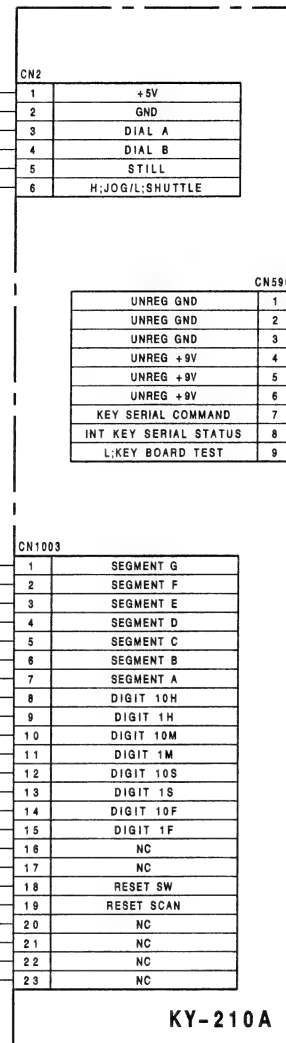 CN2
1 +5V
2 GND
3 DIAL A
4 DIAL B
5 STILL
6 H;JOG/L;SHUTTLE
UNREG GND 1
UNREG GND 2
UNREG GND 3
UNREG +9V 4
UNREG +9V 5
UNREG +9V 6
KEY SERIAL COMMAND 7
INT KEY SERIAL STATUS 8
L;KEY BOARD TEST 9
CN1003
1 SEGMENT G
2 SEGMENT F
3 SEGMENT E
4 SEGMENT D
5 SEGMENT C
6 SEGMENT B
7 SEGMENT A
8 DIGIT 10H
9 DIGIT 1H
10 DIGIT 10M
11 DIGIT 1M
12 DIGIT 10S
13 DIGIT 1S
14 DIGIT 10F
15 DIGIT 1F
16 NC
17 NC
18 RESET SW
19 RESET SCAN
20 NC
21 NC
22 NC
23 NC
KY-210A